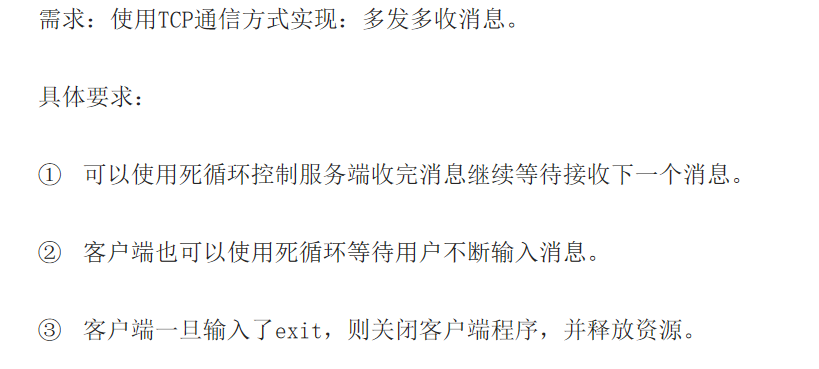 需求：使用TCP通信方式实现：多发多收消息。
具体要求：
① 可以使用死循环控制服务端收完消息继续等待接收下一个消息。
② 客户端也可以使用死循环等待用户不断输入消息。
③ 客户端一旦输入了exit，则关闭客户端程序，并释放资源。